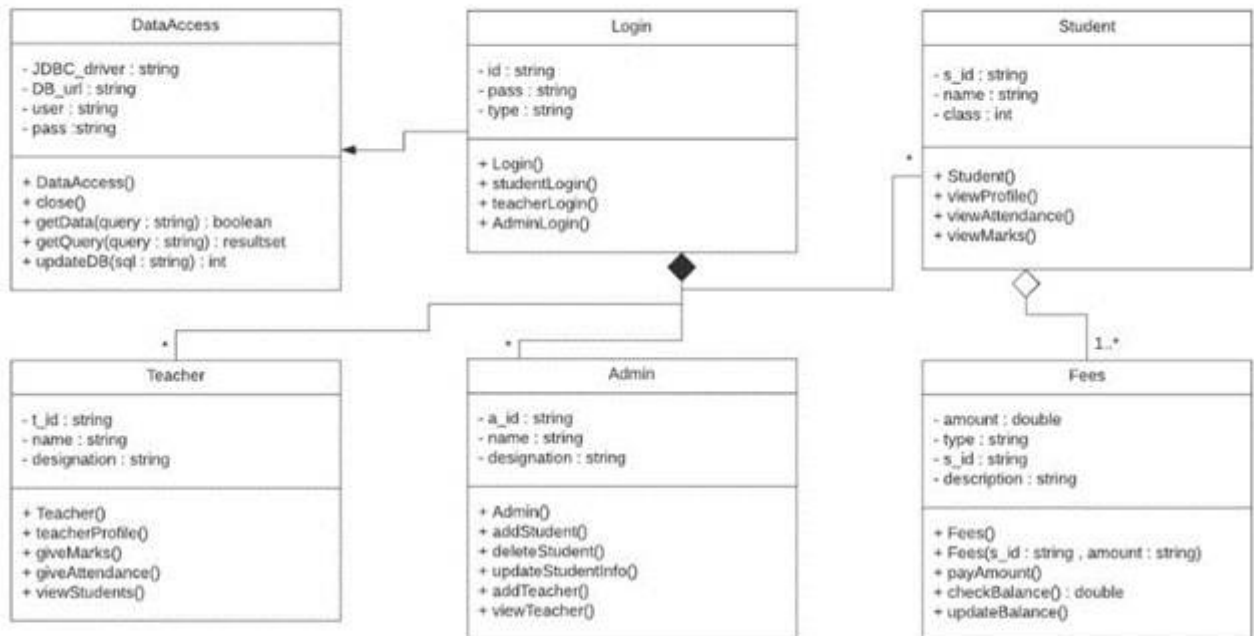 DataAccess
- JDBC_driver : string
- DB_url : string
- user : string
- pass :string
+ DataAccess()
+ close()
+ getData(query : string) : boolean
+ getQuery(query : string) : resultset
+ updateDB(sql : string) : int
Login
- id : string
- pass : string
- type : string
+ Login()
+ studentLogin()
+ teacherLogin()
+ AdminLogin()
Student
- s_id : string
- name : string
- class : int
*
+ Student()
+ viewProfile()
+ viewAttendance()
+ viewMarks()
*
Teacher
- t_id : string
- name : string
- designation : string
+ Teacher()
+ teacherProfile()
+ giveMarks()
+ giveAttendance()
+ viewStudents()
*
Admin
- a_id : string
- name : string
- designation : string
+ Admin()
+ addStudent()
+ deleteStudent()
+ updateStudentInfo()
+ addTeacher()
+ viewTeacher()
1..*
Fees
- amount : double
- type : string
- s_id : string
- description : string
+ Fees()
+ Fees(s_id : string , amount : string)
+ payAmount()
+ checkBalance() : double
+ updateBalance()